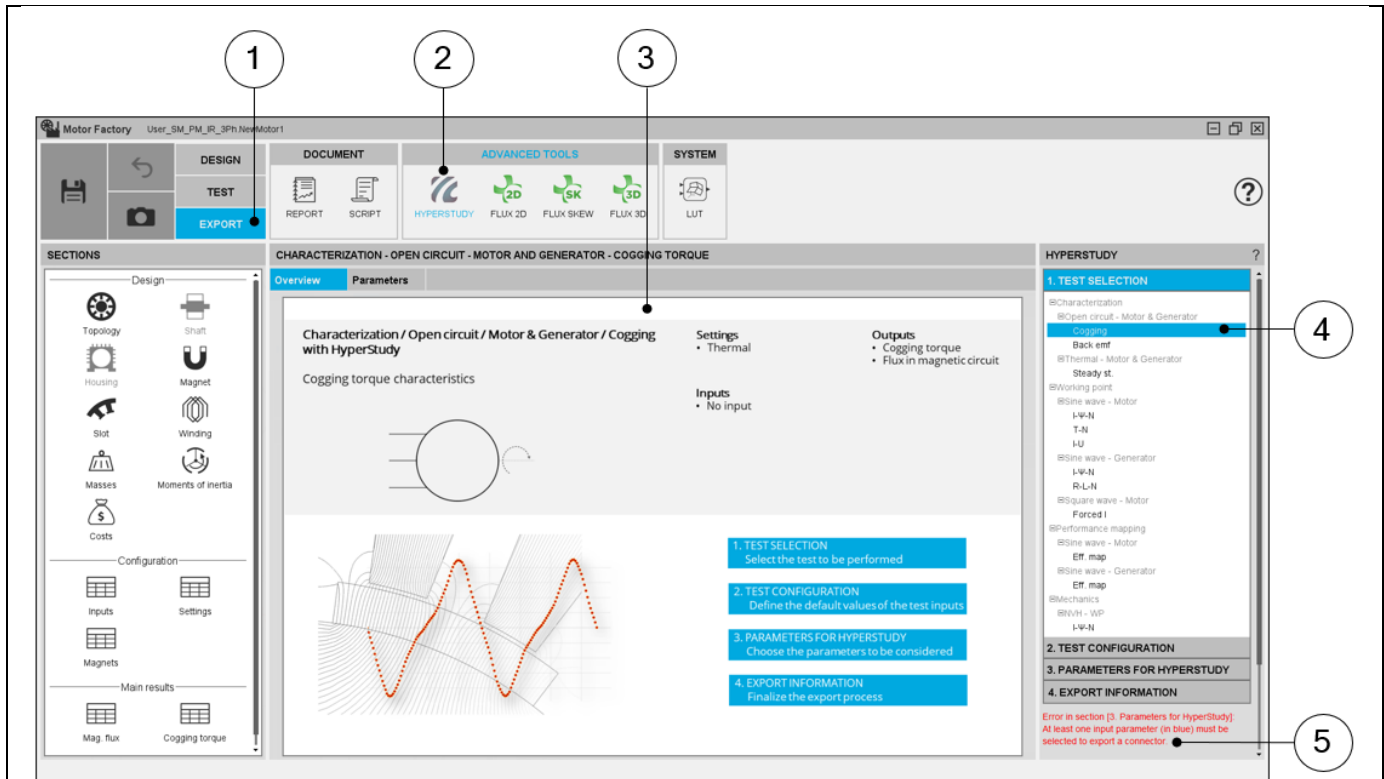 1
2
3
Motor Factory User_SM_PM_IR_3Ph.NewMotor1
DESIGN
TEST
EXPORT
DOCUMENT
REPORT
SCRIPT
ADVANCED TOOLS
HYPERSTUDY
2D
FLUX 2D
SK
FLUX SKEW
3D
FLUX 3D
SYSTEM
LUT
?
SECTIONS
Design
Topology
Shaft
Housing
Magnet
Slot
Winding
Masses
Moments of inertia
$
Costs
Configuration
Inputs
Settings
Magnets
Main results
Mag. flux
Cogging torque
CHARACTERIZATION - OPEN CIRCUIT - MOTOR AND GENERATOR - COGGING TORQUE
Overview
Parameters
Characterization / Open circuit / Motor & Generator / Cogging
with HyperStudy
Cogging torque characteristics
Settings
• Thermal
Inputs
• No input
Outputs
• Cogging torque
• Flux in magnetic circuit
1. TEST SELECTION
Select the test to be performed
2. TEST CONFIGURATION
Define the default values of the test inputs
3. PARAMETERS FOR HYPERSTUDY
Choose the parameters to be considered
4. EXPORT INFORMATION
Finalize the export process
HYPERSTUDY ?
1. TEST SELECTION
Characterization
Open circuit - Motor & Generator
Cogging
Back emf
Thermal - Motor & Generator
Steady st.
Working point
Sine wave - Motor
I-Ψ-N
T-N
I-U
Sine wave - Generator
I-Ψ-N
R-L-N
Square wave - Motor
Forced I
Performance mapping
Sine wave - Motor
Eff. map
Sine wave - Generator
Eff. map
Mechanics
NVH - WP
I-Ψ-N
2. TEST CONFIGURATION
3. PARAMETERS FOR HYPERSTUDY
4. EXPORT INFORMATION
Error in section [3. Parameters for HyperStudy]:
At least one input parameter (in blue) must be
selected to export a connector.
4
5